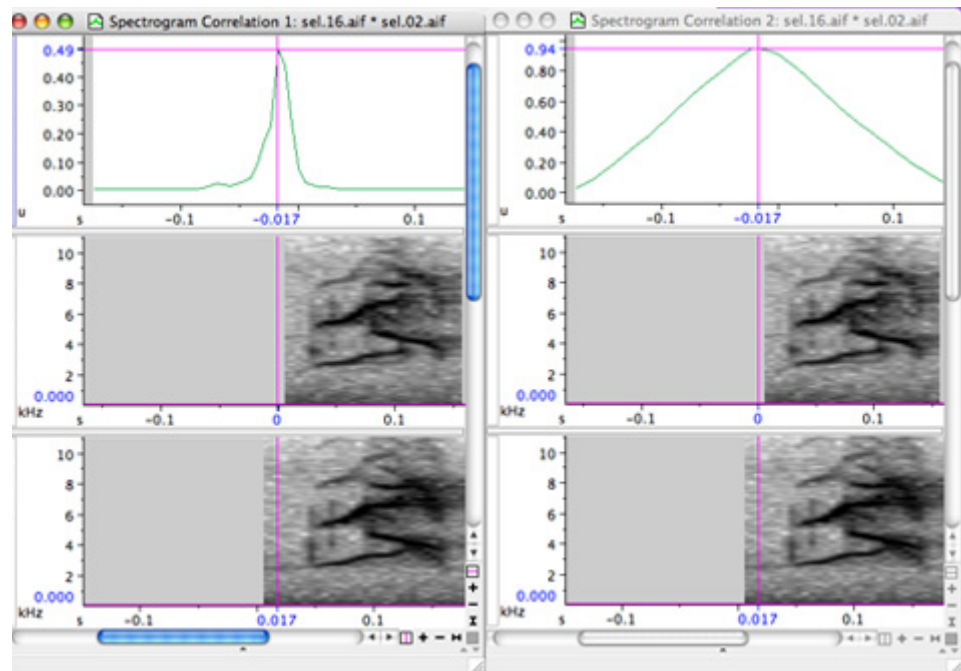 Spectrogram Correlation 1: sel.16.aif * sel.02.aif
0.49
0.40
0.30
0.20
0.10
0.00
u
s -0.1 -0.017 0.1
10
8
6
4
2
0.000
kHz
s -0.1 0 0.1
10
8
6
4
2
0.000
kHz
s -0.1 0.017 0.1
Spectrogram Correlation 2: sel.16.aif * sel.02.aif
0.94
0.80
0.60
0.40
0.20
0.00
u
s -0.1 -0.017 0.1
10
8
6
4
2
0.000
kHz
s -0.1 0 0.1
10
8
6
4
2
0.000
kHz
s -0.1 0.017 0.1